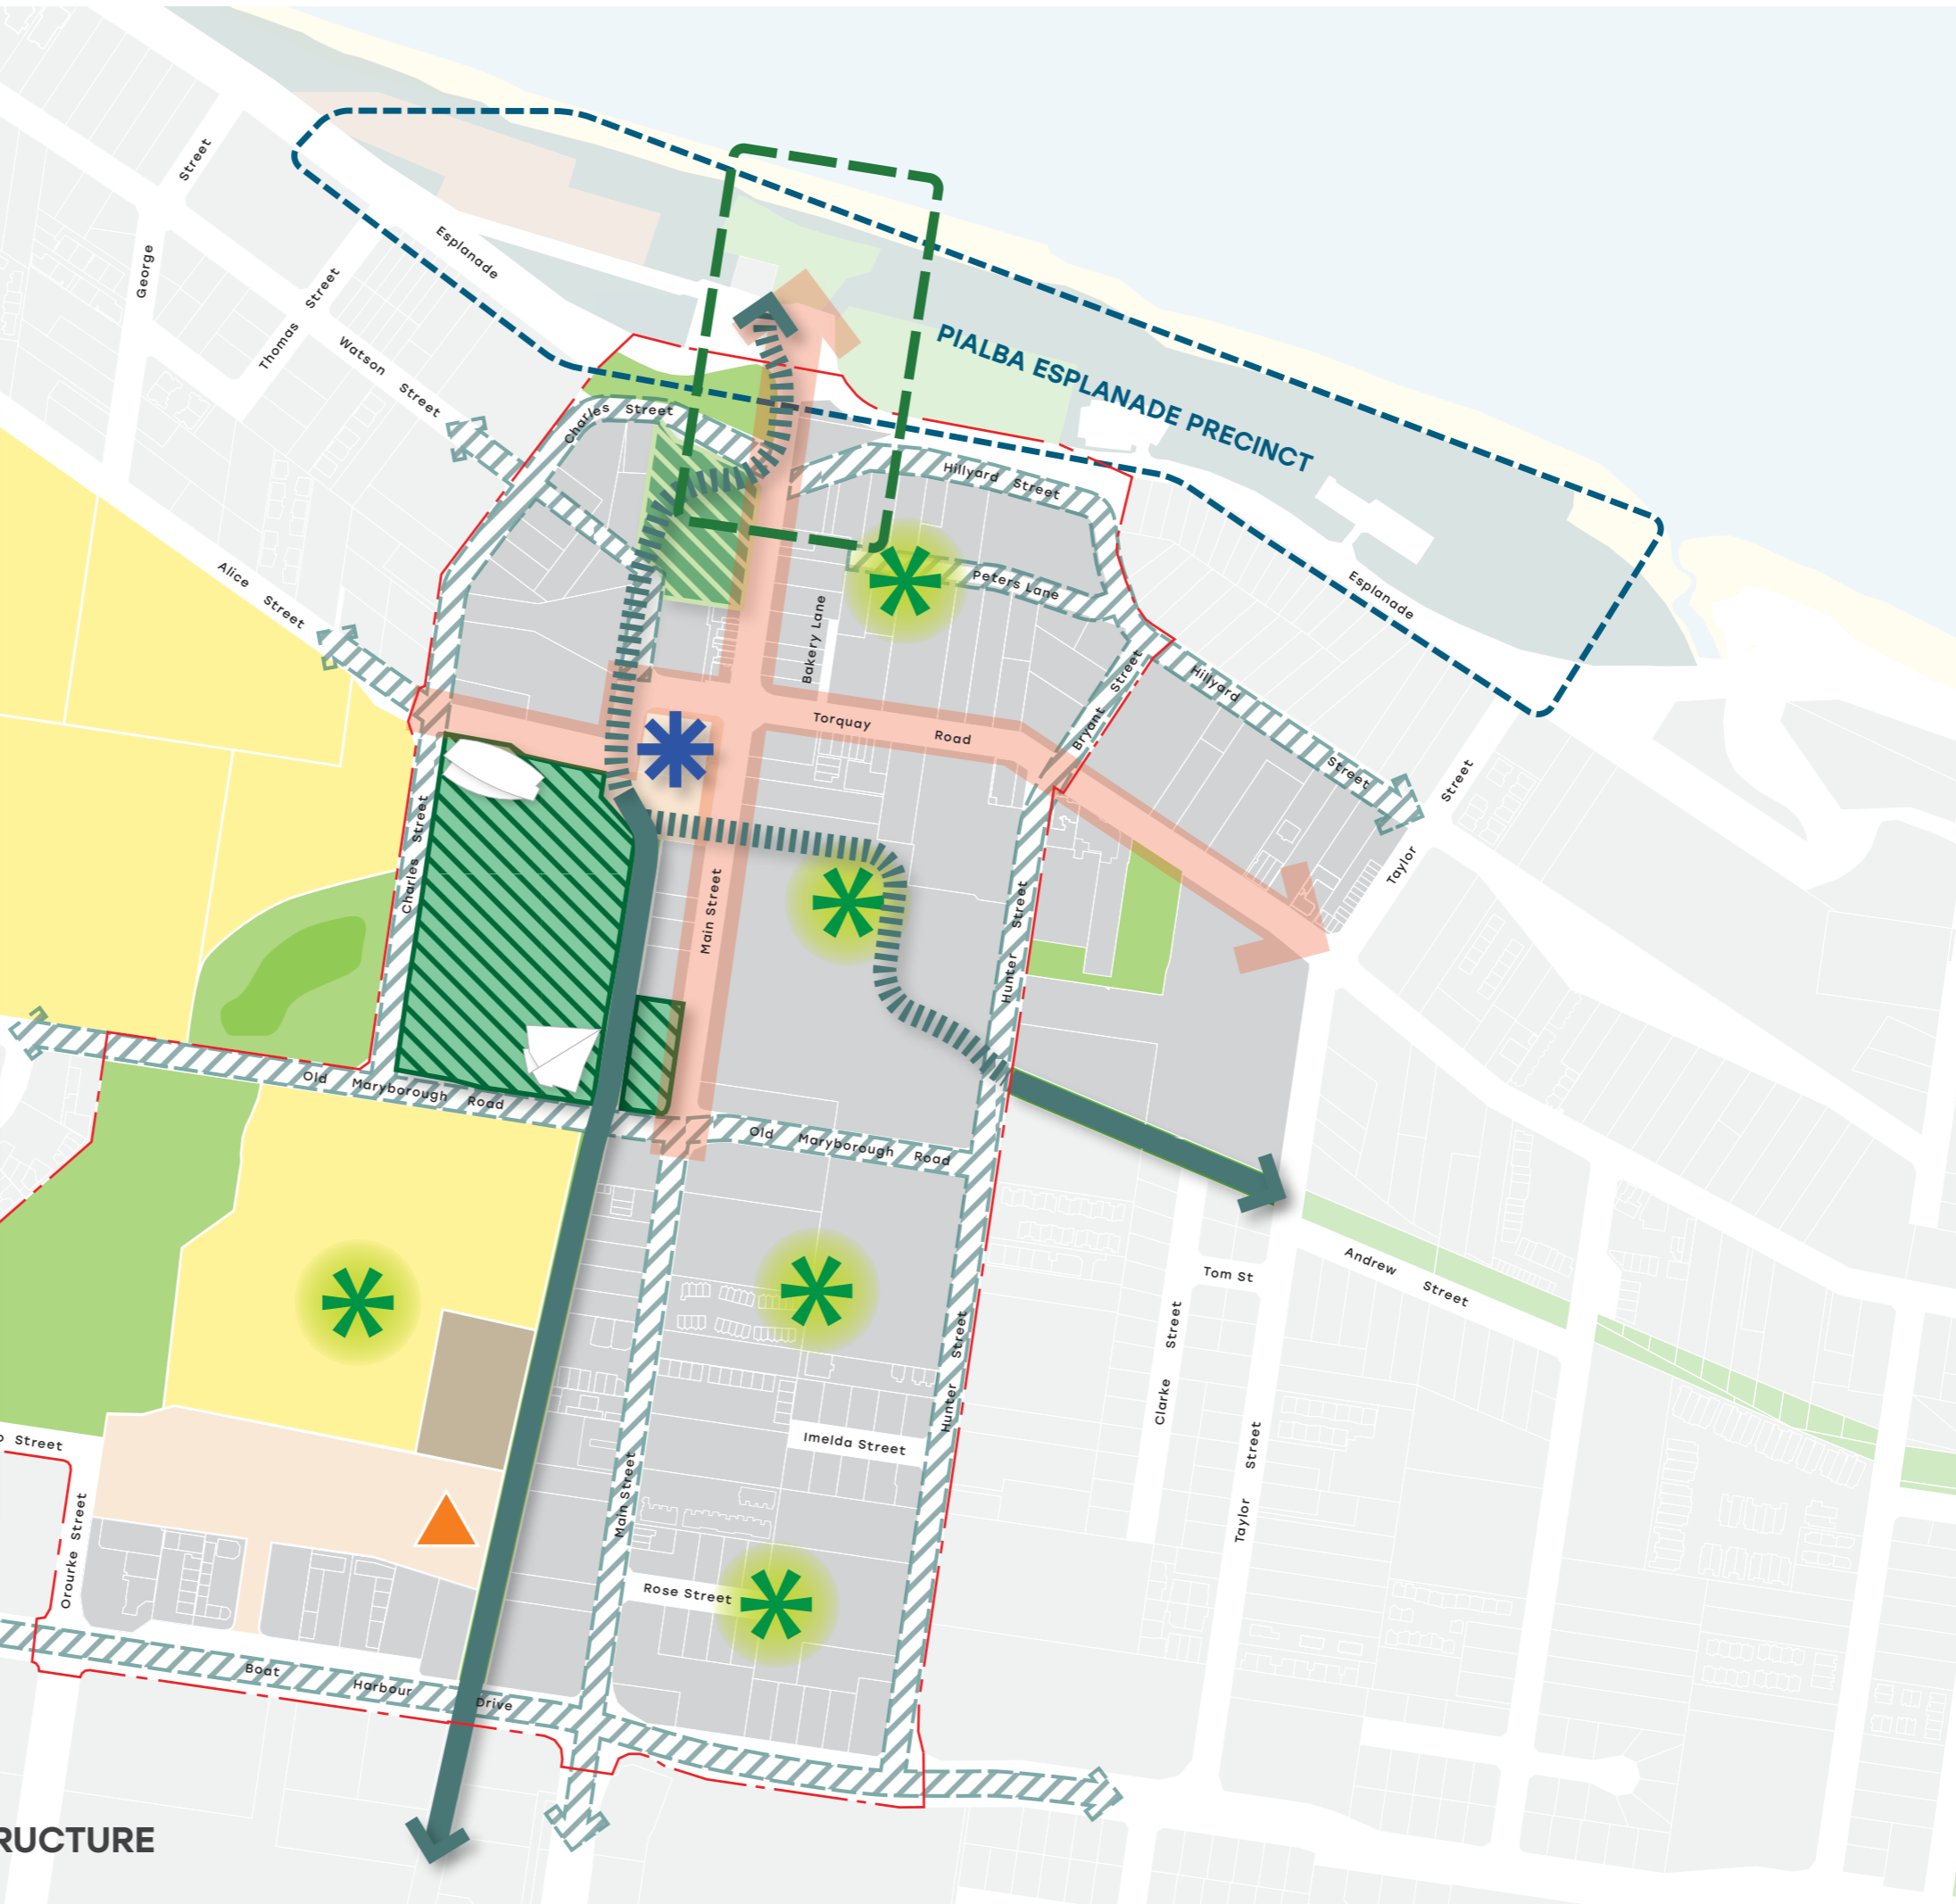 Street
George
Esplanade
Thomas Street
Watson Street
PIALBA ESPLANADE PRECINCT
Charles Street
Hillyard Street
Alice Street
Peters Lane
Esplanade
Bakery Lane
Bryant Street
Hillyard Street
Torquay Road
Street
Taylor
Charles Street
Main Street
Hunter Street
Old Maryborough Road
Old Maryborough Road
Tom St
Andrew Street
Clarke Street
Hunter Street
Taylor Street
Street
Imelda Street
Main Street
Orourke Street
Rose Street
Boat Harbour Drive
RUCTURE